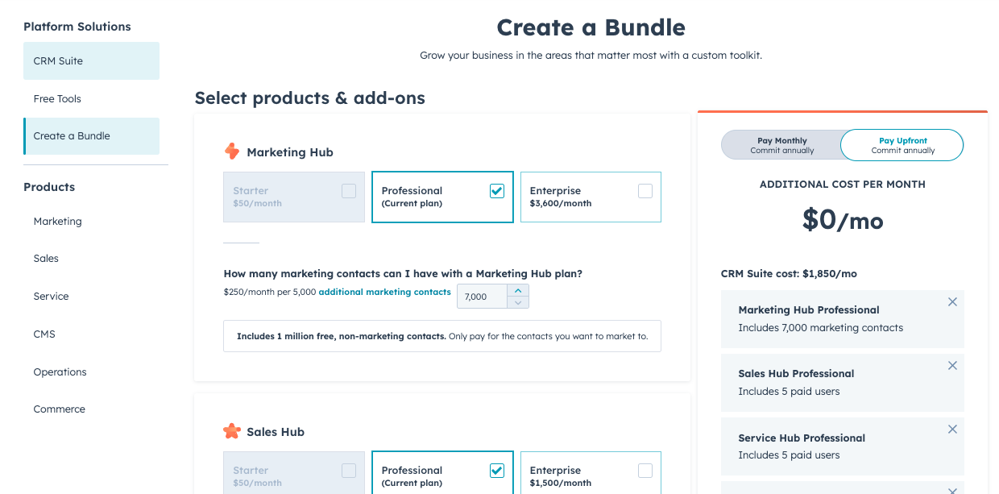 Platform Solutions
CRM Suite
Free Tools
Create a Bundle
Products
Marketing
Sales
Service
CMS
Operations
Commerce
Create a Bundle
Grow your business in the areas that matter most with a custom toolkit.
Select products & add-ons
Marketing Hub
Starter
$50/month
Professional
(Current plan)
Enterprise
$3,600/month
How many marketing contacts can I have with a Marketing Hub plan?
$250/month per 5,000 additional marketing contacts 7,000
Includes 1 million free, non-marketing contacts. Only pay for the contacts you want to market to.
Sales Hub
Starter
$50/month
Professional
(Current plan)
Enterprise
$1,500/month
Pay Monthly
Commit annually
Pay Upfront
Commit annually
ADDITIONAL COST PER MONTH
$0/mo
CRM Suite cost: $1,850/mo
Marketing Hub Professional
Includes 7,000 marketing contacts
Sales Hub Professional
Includes 5 paid users
Service Hub Professional
Includes 5 paid users